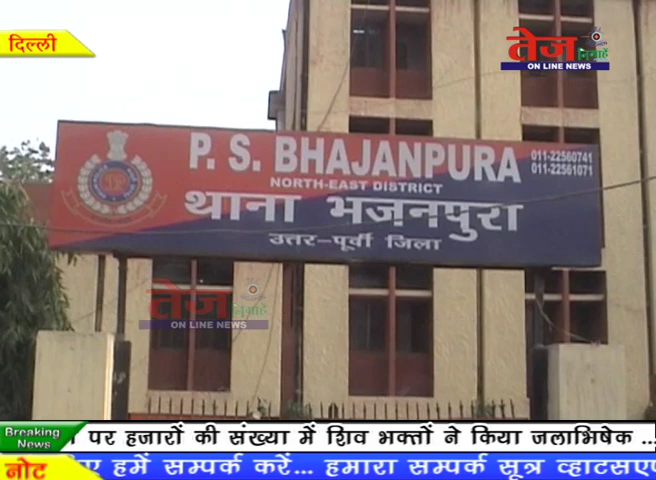 दिल्ली
तेज निगाहें
ON LINE NEWS
P. S. BHAJANPURA
011-22560741
011-22561071
NORTH-EAST DISTRICT
थाना भजनपुरा
उत्तर-पूर्वी जिला
तेज निगाहें
ON LINE NEWS
Breaking News
पर हजारों की संख्या में शिव भक्तों ने किया जलाभिषेक ..
नोट
हमें सम्पर्क करें... हमारा सम्पर्क सूत्र